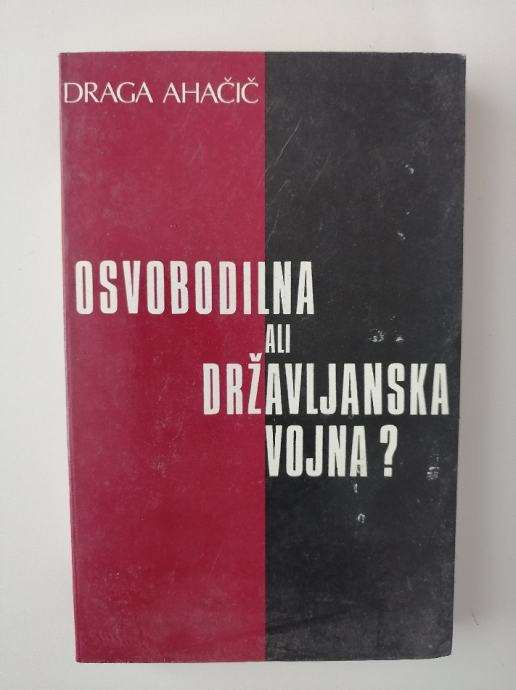 DRAGA AHAČIČ
OSVOBODILNA
ALI
DRŽAVLJANSKA
VOJNA?